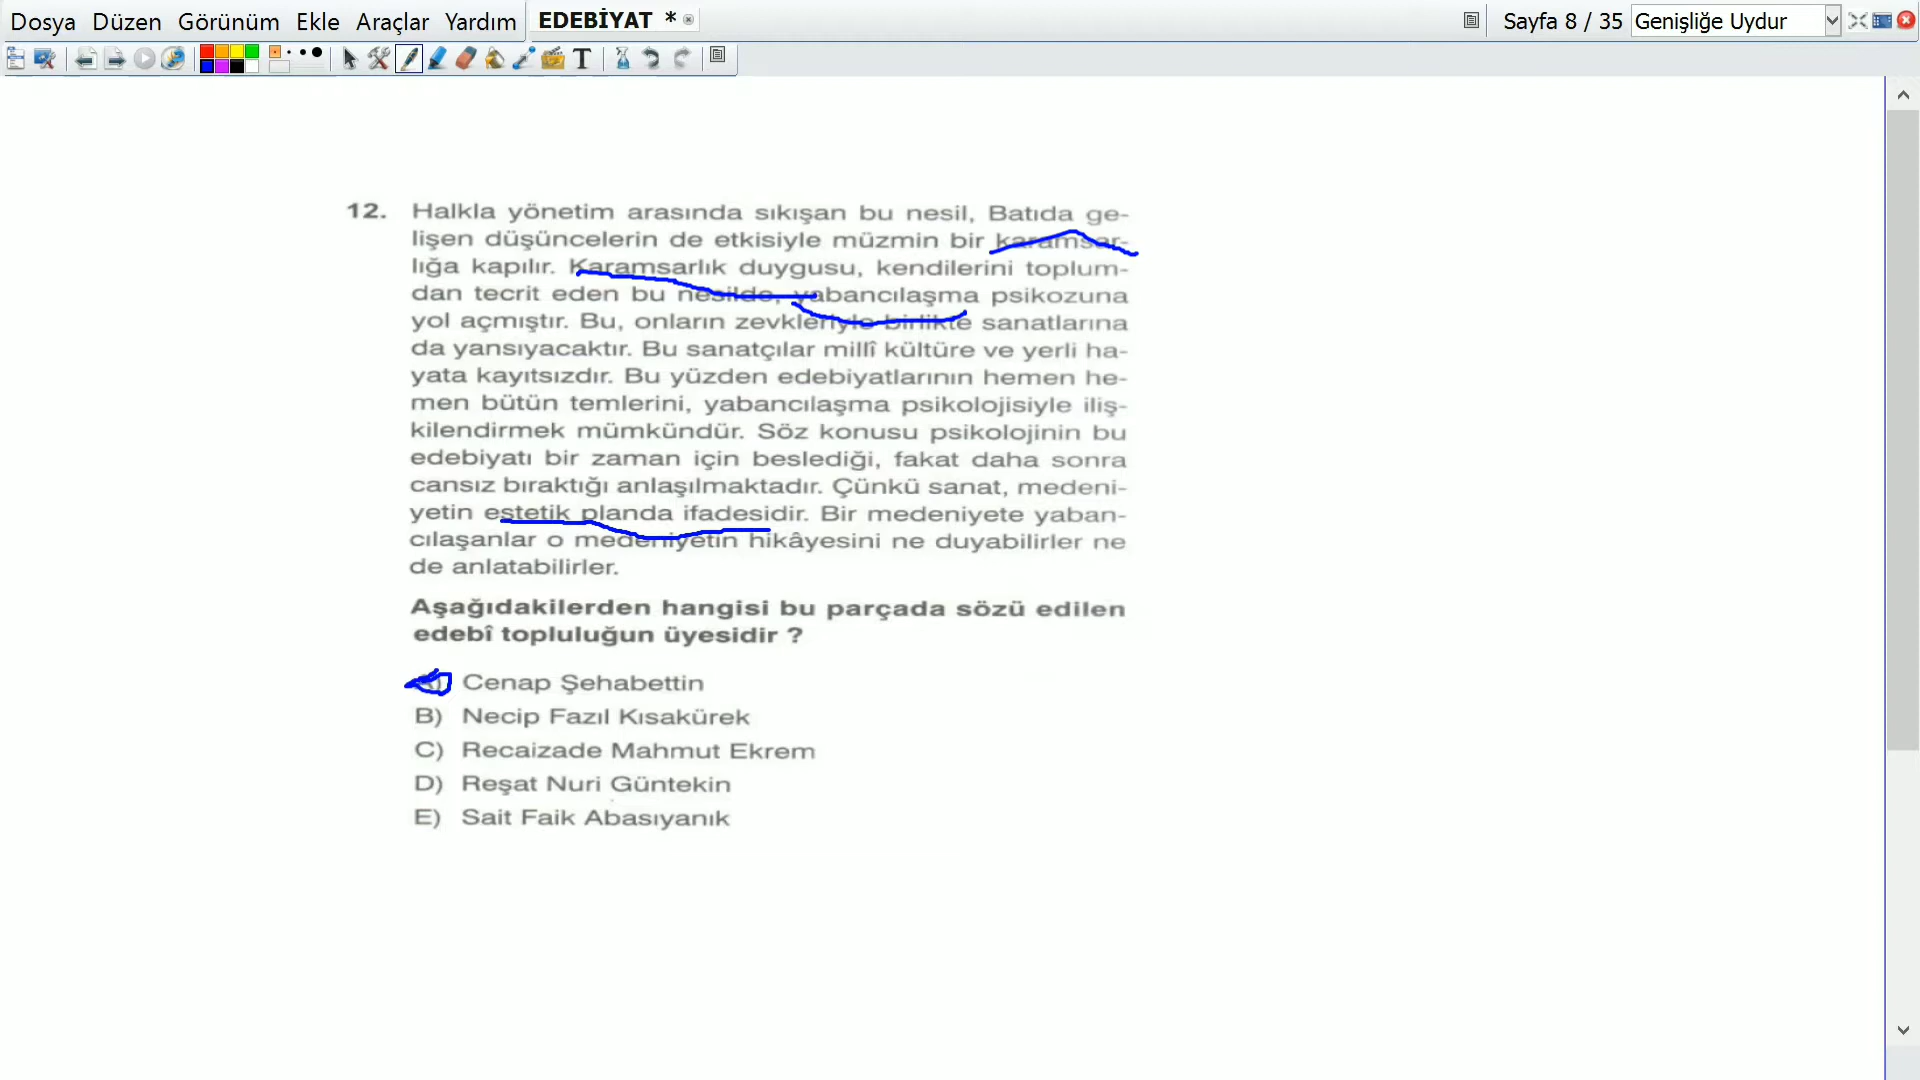 Dosya Düzen Görünüm Ekle Araçlar Yardım EDEBİYAT * Sayfa 8 / 35 Genişliğe Uydur
12. Halkla yönetim arasında sıkışan bu nesil, Batıda ge-
lişen düşüncelerin de etkisiyle müzmin bir karamsar-
lığa kapılır. Karamsarlık duygusu, kendilerini toplum-
dan tecrit eden bu nesilde, yabancılaşma psikozuna
yol açmıştır. Bu, onların zevkleriyle birlikte sanatlarına
da yansıyacaktır. Bu sanatçılar millî kültüre ve yerli ha-
yata kayıtsızdır. Bu yüzden edebiyatlarının hemen he-
men bütün temlerini, yabancılaşma psikolojisiyle iliş-
kilendirmek mümkündür. Söz konusu psikolojinin bu
edebiyatı bir zaman için beslediği, fakat daha sonra
cansız bıraktığı anlaşılmaktadır. Çünkü sanat, medeni-
yetin estetik planda ifadesidir. Bir medeniyete yaban-
cılaşanlar o medeniyetin hikâyesini ne duyabilirler ne
de anlatabilirler.
Aşağıdakilerden hangisi bu parçada sözü edilen
edebî topluluğun üyesidir ?
A) Cenap Şehabettin
B) Necip Fazıl Kısakürek
C) Recaizade Mahmut Ekrem
D) Reşat Nuri Güntekin
E) Sait Faik Abasıyanık